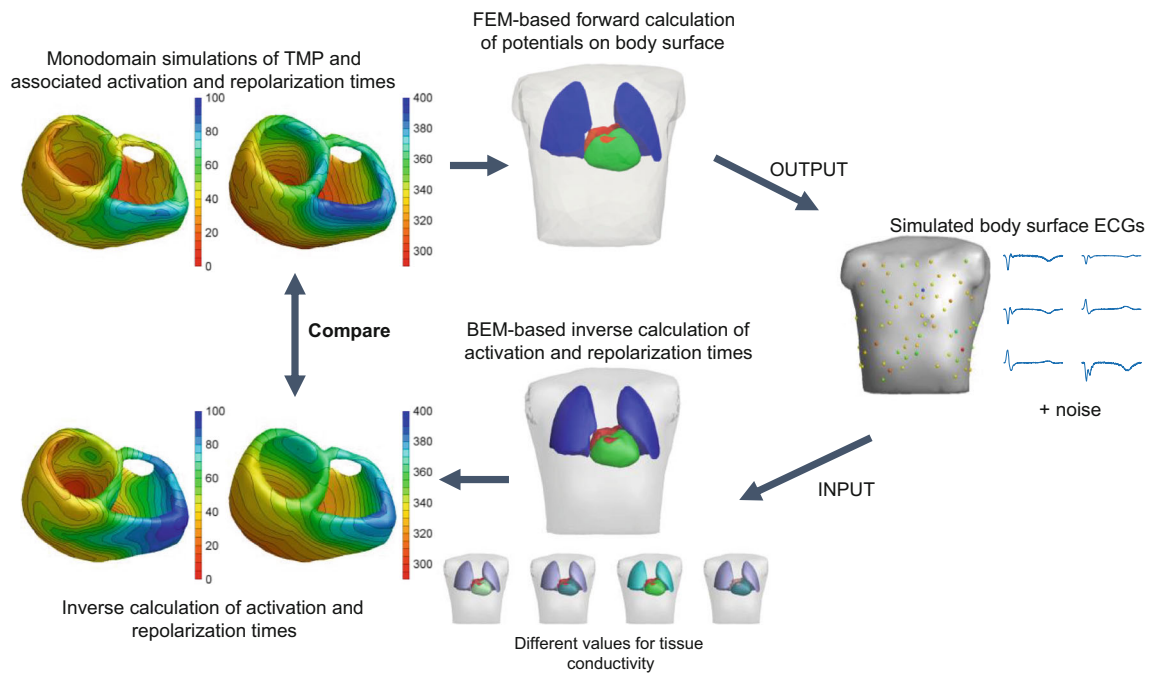 FEM-based forward calculation
of potentials on body surface
Monodomain simulations of TMP and
associated activation and repolarization times
100
80
60
40
20
0
400
380
360
340
320
300
OUTPUT
Simulated body surface ECGs
+ noise
INPUT
Compare
BEM-based inverse calculation of
activation and repolarization times
100
80
60
40
20
0
400
380
360
340
320
300
Inverse calculation of activation and
repolarization times
Different values for tissue
conductivity